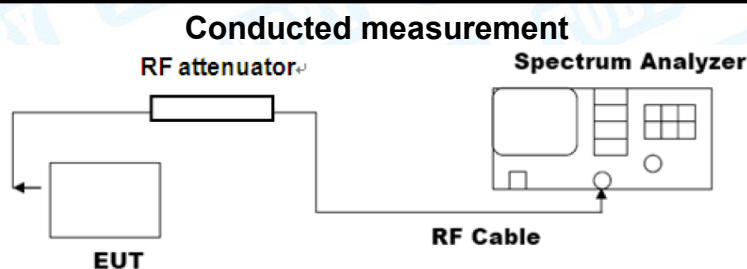 Conducted measurement
RF attenuator↵
Spectrum Analyzer
RF Cable
EUT